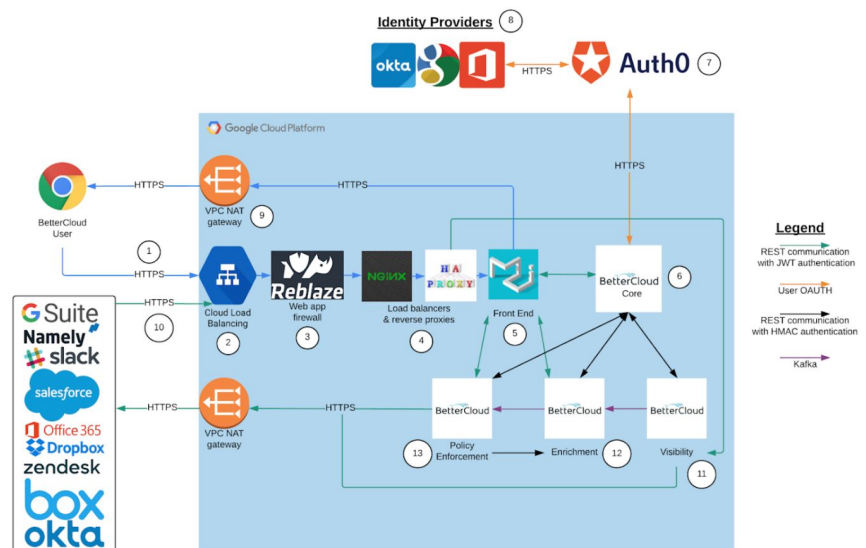 Identity Providers
8
okta
HTTPS
Auth0
7
Google Cloud Platform
HTTPS
HTTPS
HTTPS
VPC NAT
gateway
9
BetterCloud
User
1
HTTPS
HTTPS
10
Cloud Load
Balancing
2
Reblaze
Web app
firewall
3
NGINX
HA
PROXY
Load balancers
& reverse proxies
4
Front End
5
BetterCloud
Core
6
Legend
REST communication
with JWT authentication
User OAUTH
REST communication
with HMAC authentication
Kafka
G Suite
Namely
slack
salesforce
Office 365
Dropbox
zendesk
box
okta
HTTPS
VPC NAT
gateway
HTTPS
BetterCloud
Policy
Enforcement
13
BetterCloud
Enrichment
12
BetterCloud
Visibility
11